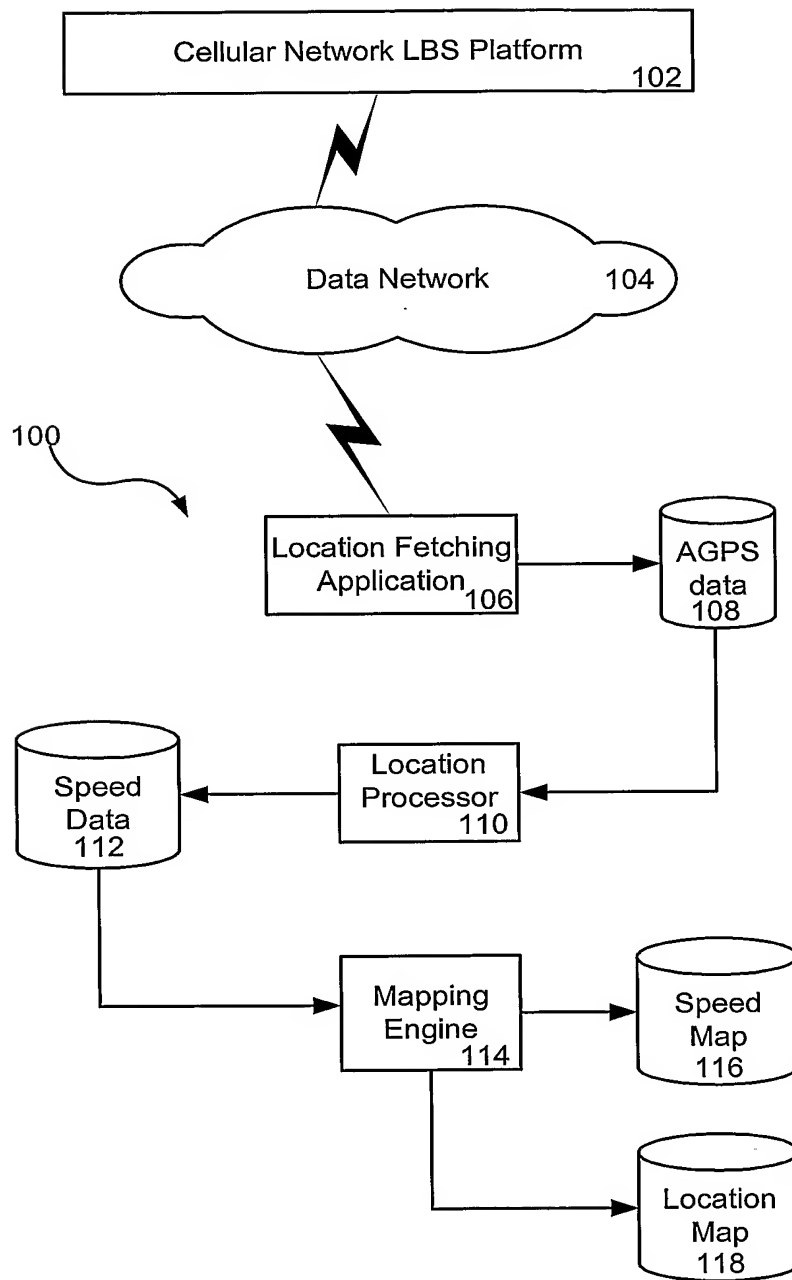 Cellular Network LBS Platform
102
Data Network
104
100
Location Fetching
Application
106
AGPS
data
108
Speed
Data
112
Location
Processor
110
Mapping
Engine
114
Speed
Map
116
Location
Map
118